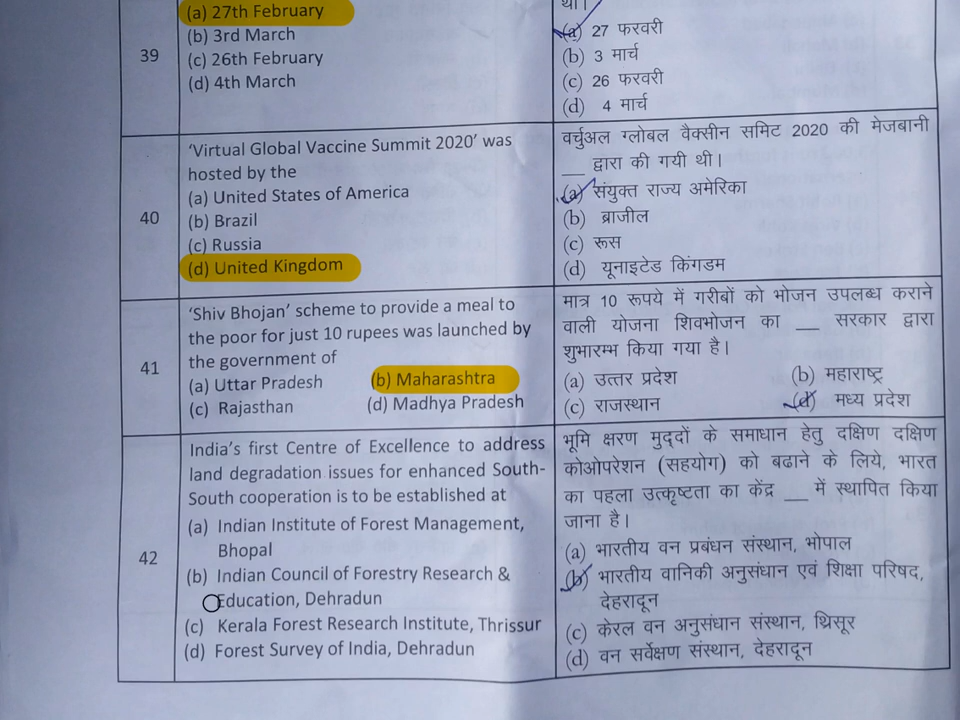 (a) 27th February
(b) 3rd March
39
(c) 26th February
(d) 4th March
था।
(a) 27 फरवरी
(b) 3 मार्च
(c) 26 फरवरी
(d) 4 मार्च
40
'Virtual Global Vaccine Summit 2020' was
hosted by the
(a) United States of America
(b) Brazil
(c) Russia
(d) United Kingdom
वर्चुअल ग्लोबल वैक्सीन समिट 2020 की मेजबानी
__ द्वारा की गयी थी।
(a) संयुक्त राज्य अमेरिका
(b) ब्राजील
(c) रूस
(d) यूनाइटेड किंगडम
41
'Shiv Bhojan' scheme to provide a meal to
the poor for just 10 rupees was launched by
the government of
(a) Uttar Pradesh (b) Maharashtra
(c) Rajasthan (d) Madhya Pradesh
मात्र 10 रूपये में गरीबों को भोजन उपलब्ध कराने
वाली योजना शिवभोजन का __ सरकार द्वारा
शुभारम्भ किया गया है।
(a) उत्तर प्रदेश (b) महाराष्ट्र
(c) राजस्थान (d) मध्य प्रदेश
42
India's first Centre of Excellence to address
land degradation issues for enhanced South-
South cooperation is to be established at
(a) Indian Institute of Forest Management,
Bhopal
(b) Indian Council of Forestry Research &
Education, Dehradun
(c) Kerala Forest Research Institute, Thrissur
(d) Forest Survey of India, Dehradun
भूमि क्षरण मुद्दों के समाधान हेतु दक्षिण दक्षिण
कोओपरेशन (सहयोग) को बढाने के लिये, भारत
का पहला उत्कृष्टता का केंद्र __ में स्थापित किया
जाना है।
(a) भारतीय वन प्रबंधन संस्थान, भोपाल
(b) भारतीय वानिकी अनुसंधान एवं शिक्षा परिषद,
देहरादून
(c) केरल वन अनुसंधान संस्थान, थ्रिसूर
(d) वन सर्वेक्षण संस्थान, देहरादून